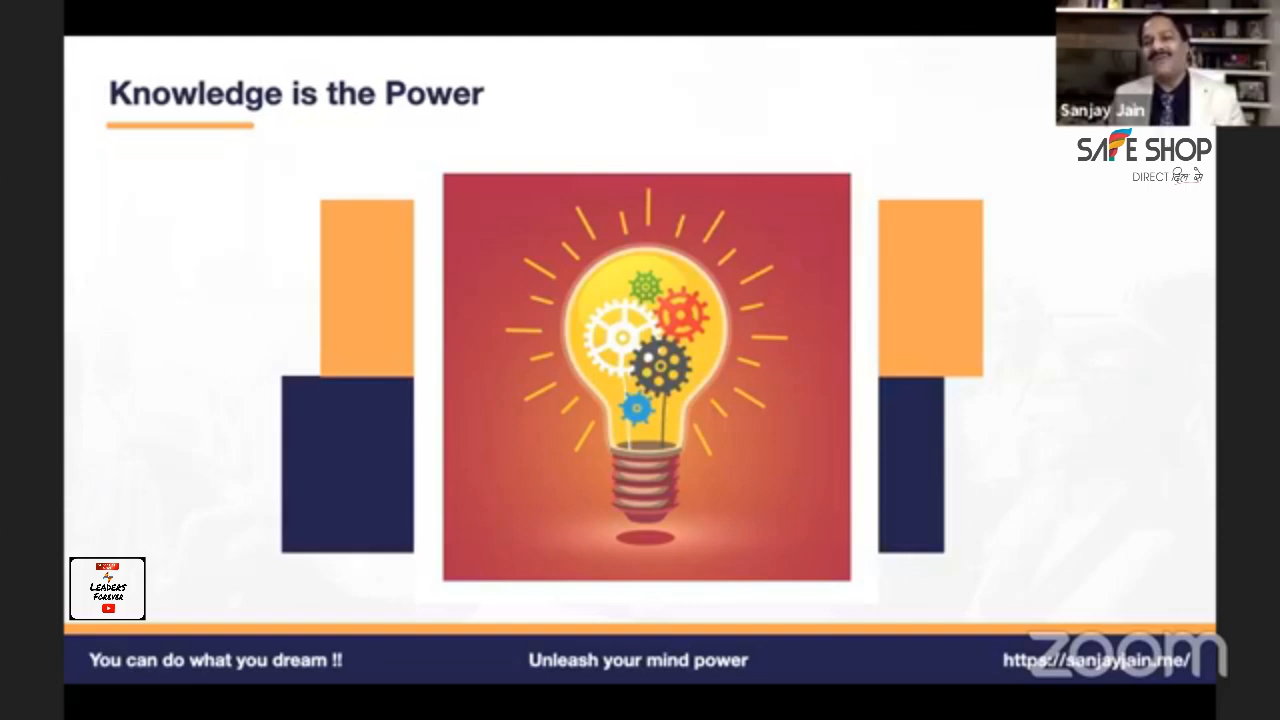 Knowledge is the Power
Sanjay Jain
SAFE SHOP
DIRECT दिल से
LEADERS
FOREVER
You can do what you dream !!
Unleash your mind power
https://sanjayjain.me/
zoom